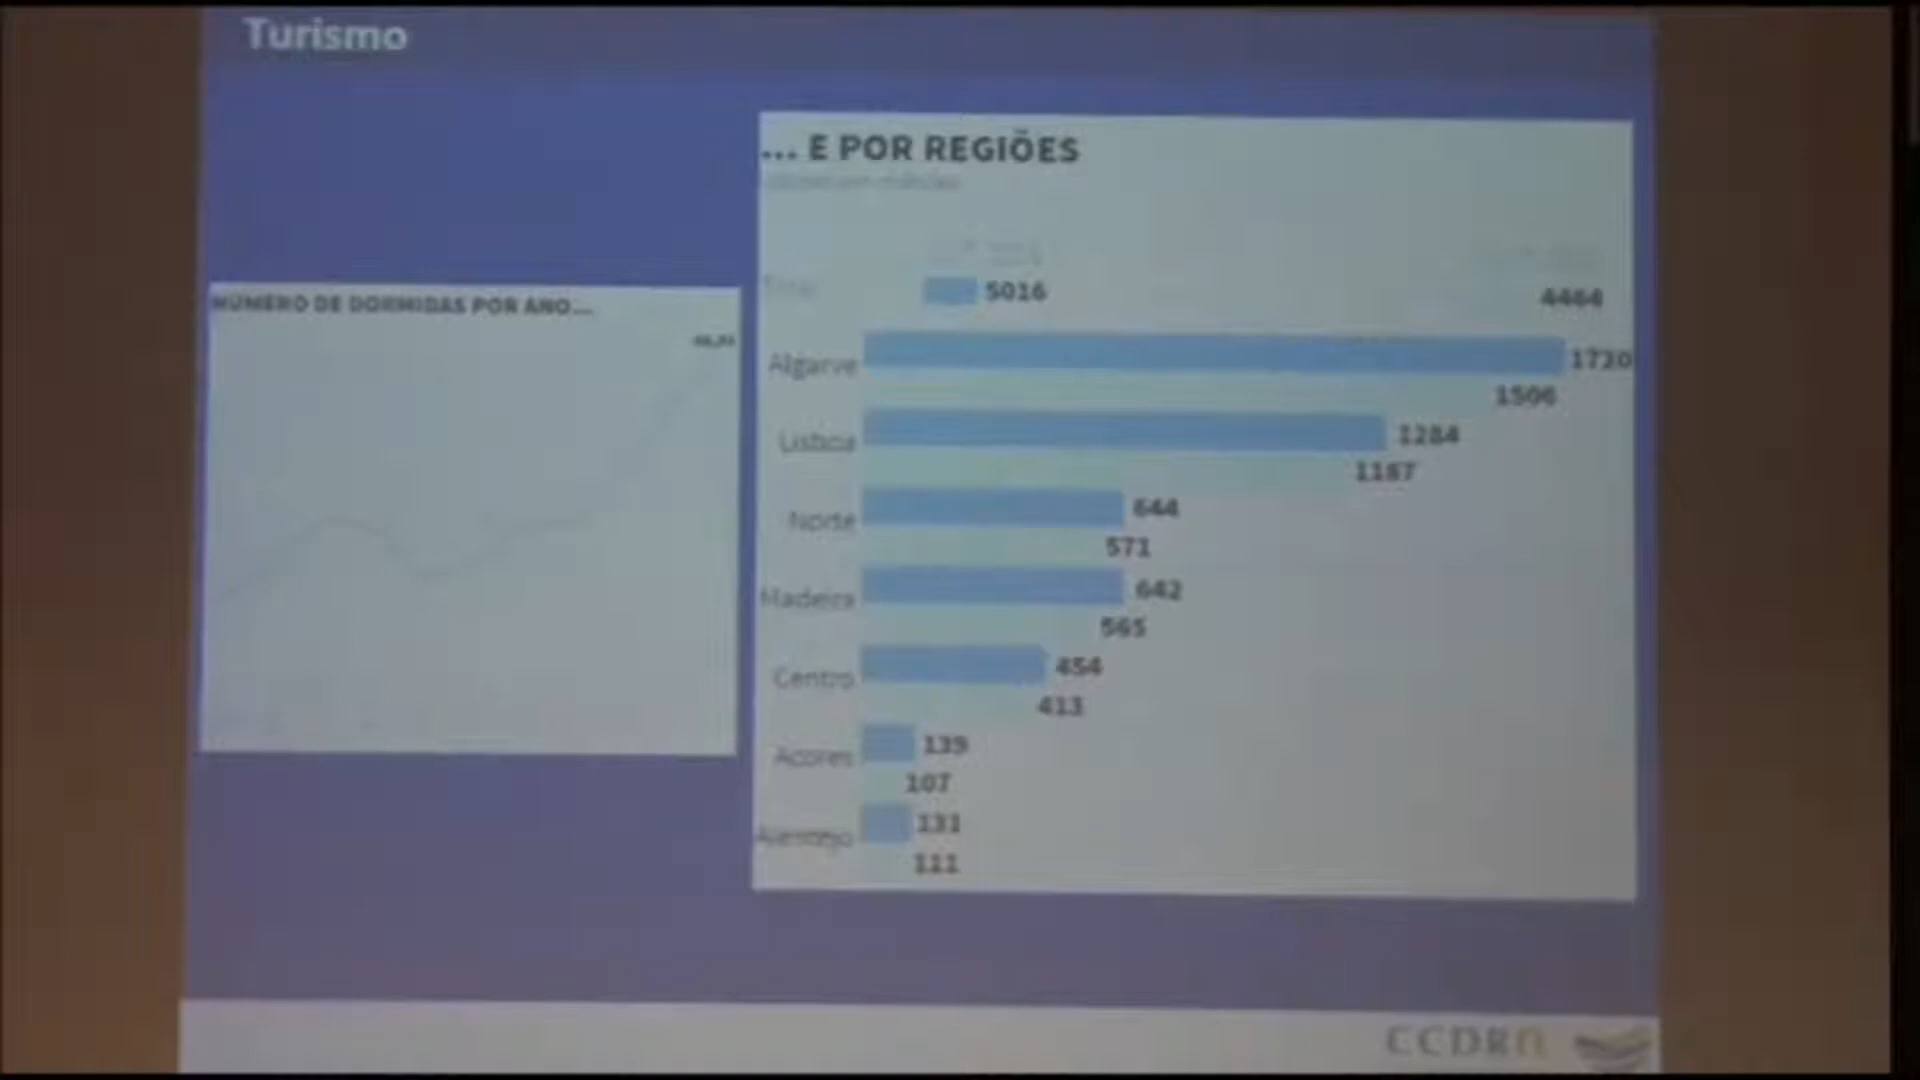 Turismo
NÚMERO DE DORMIDAS POR ANO...
... E POR REGIÕES
5016
4464
Algarve
1720
1506
Lisboa
1284
1167
Norte
644
571
Madeira
642
565
Centro
454
413
Açores
139
107
Alentejo
131
111
CCDRn